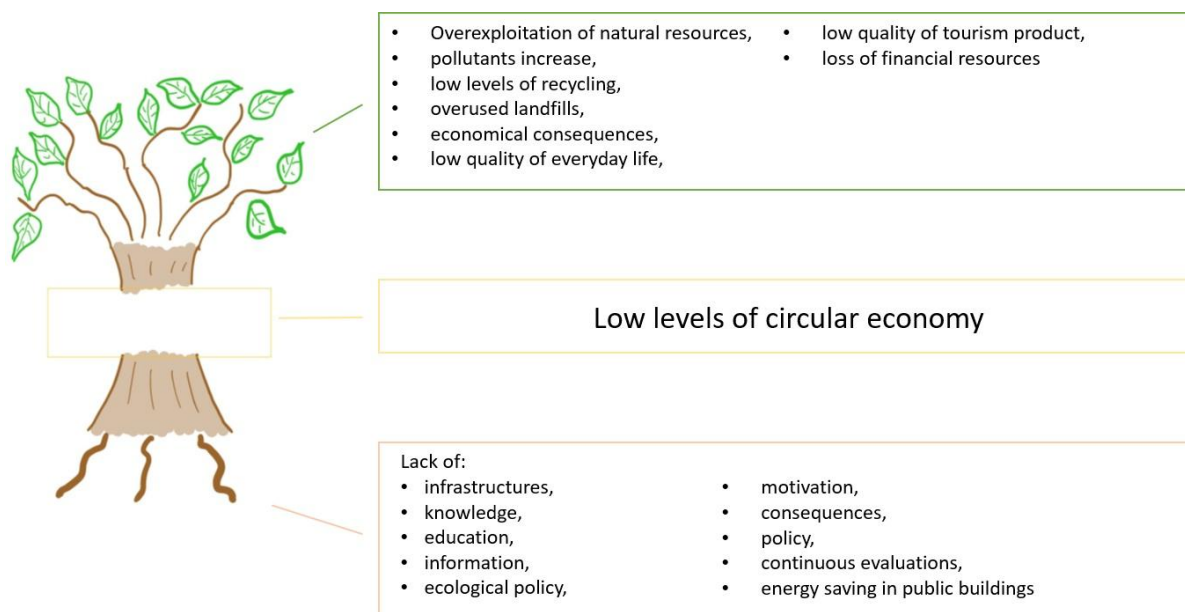 • Overexploitation of natural resources,
• pollutants increase,
• low levels of recycling,
• overused landfills,
• economical consequences,
• low quality of everyday life,
• low quality of tourism product,
• loss of financial resources
Low levels of circular economy
Lack of:
• infrastructures,
• knowledge,
• education,
• information,
• ecological policy,
• motivation,
• consequences,
• policy,
• continuous evaluations,
• energy saving in public buildings